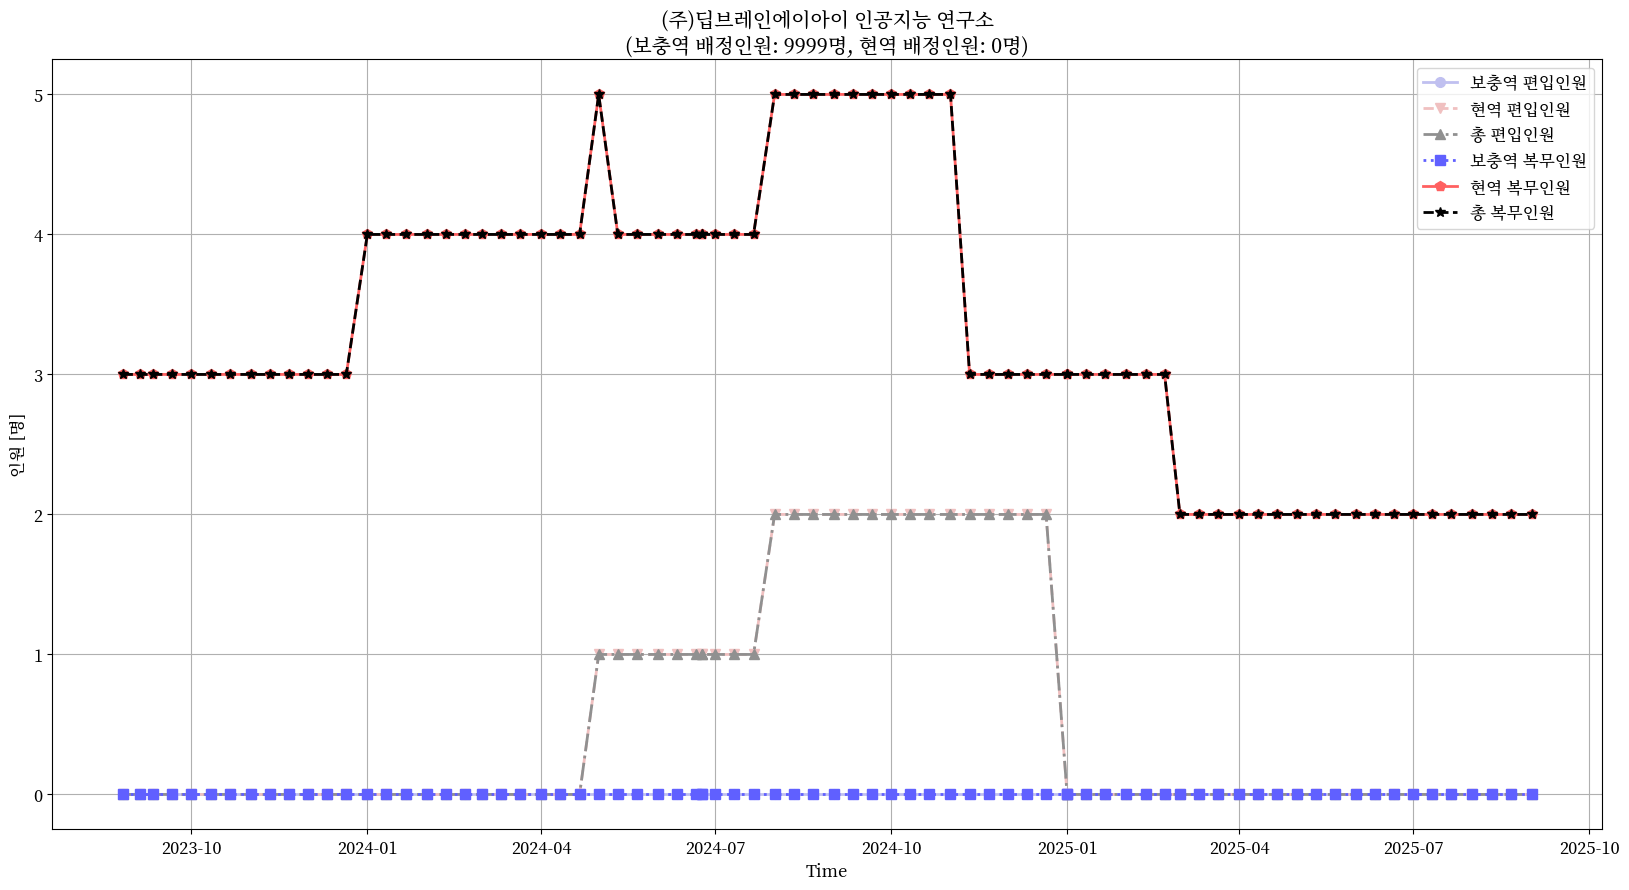 (주)딥브레인에이아이 인공지능 연구소
(보충역 배정인원: 9999명, 현역 배정인원: 0명)
보충역 편입인원
현역 편입인원
총 편입인원
보충역 복무인원
현역 복무인원
총 복무인원
5
4
3
2
1
0
인원 [명]
2023-10
2024-01
2024-04
2024-07
2024-10
2025-01
2025-04
2025-07
2025-10
Time